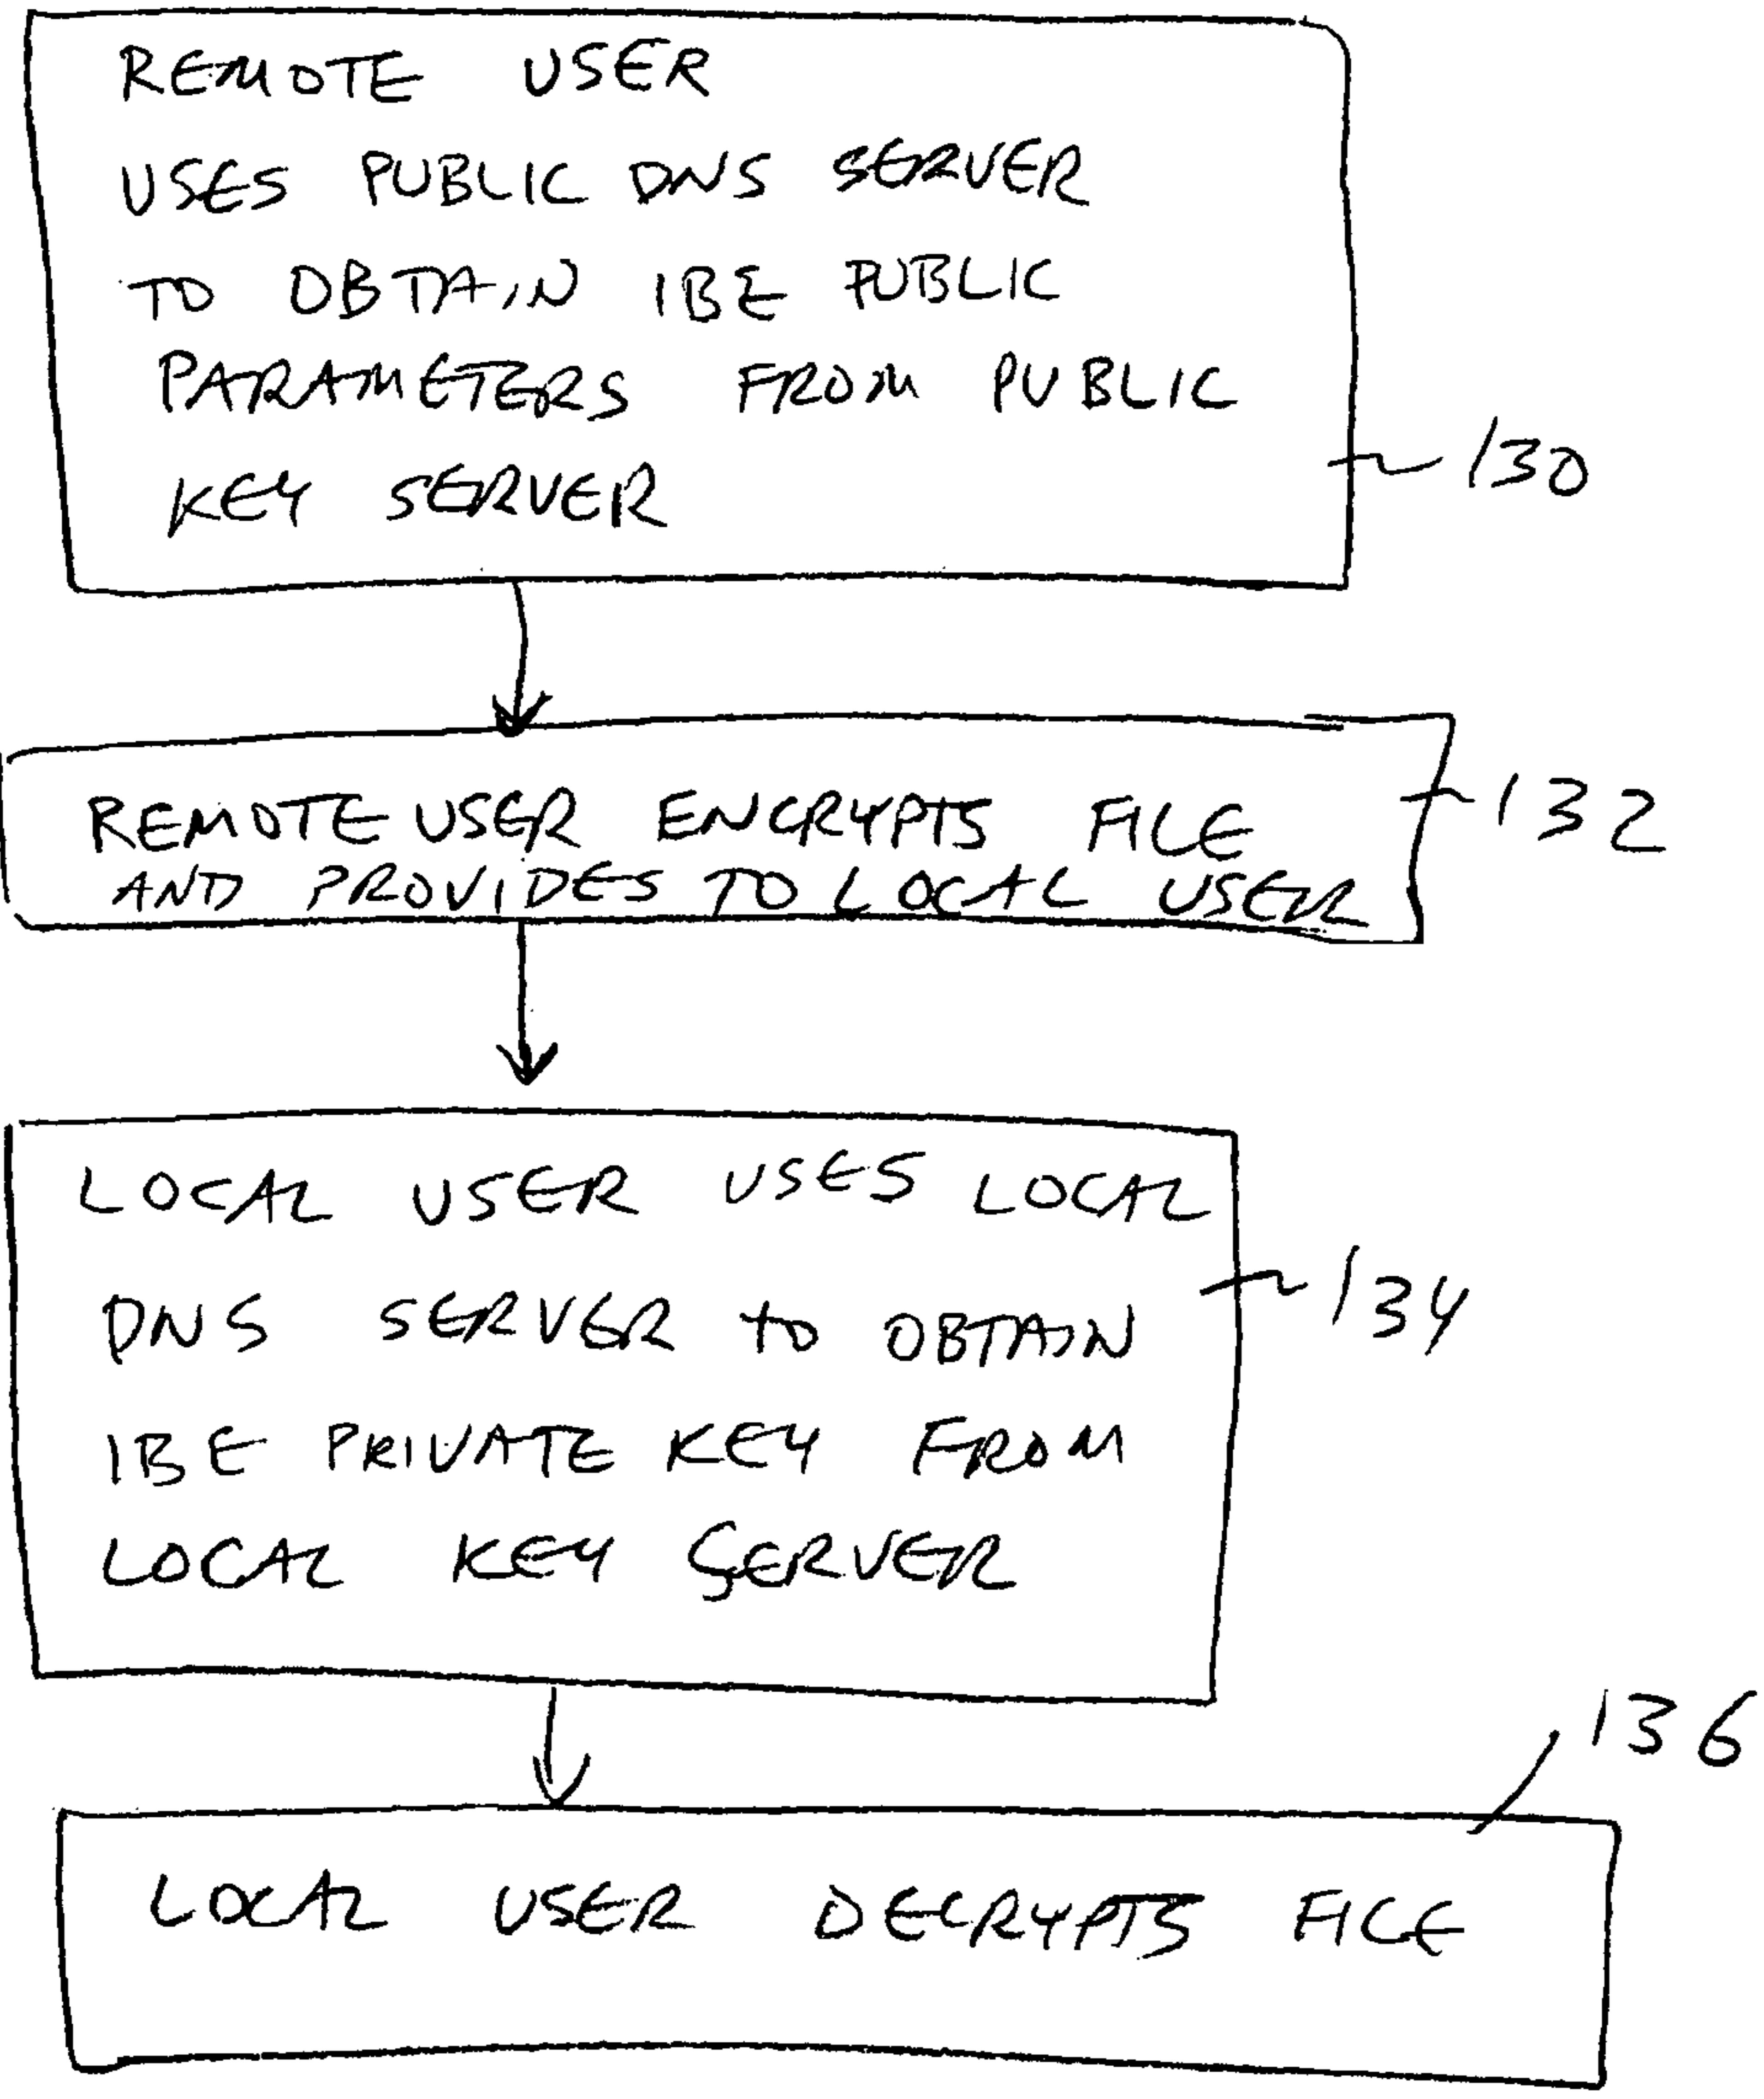 REMOTE USER
USES PUBLIC DNS SERVER
TO OBTAIN IBE PUBLIC
PARAMETERS FROM PUBLIC
KEY SERVER
130
REMOTE USER ENCRYPTS FILE
AND PROVIDES TO LOCAL USER
132
LOCAL USER USES LOCAL
DNS SERVER to OBTAIN
IBE PRIVATE KEY FROM
LOCAL KEY SERVER
134
136
LOCAL USER DECRYPTS FILE